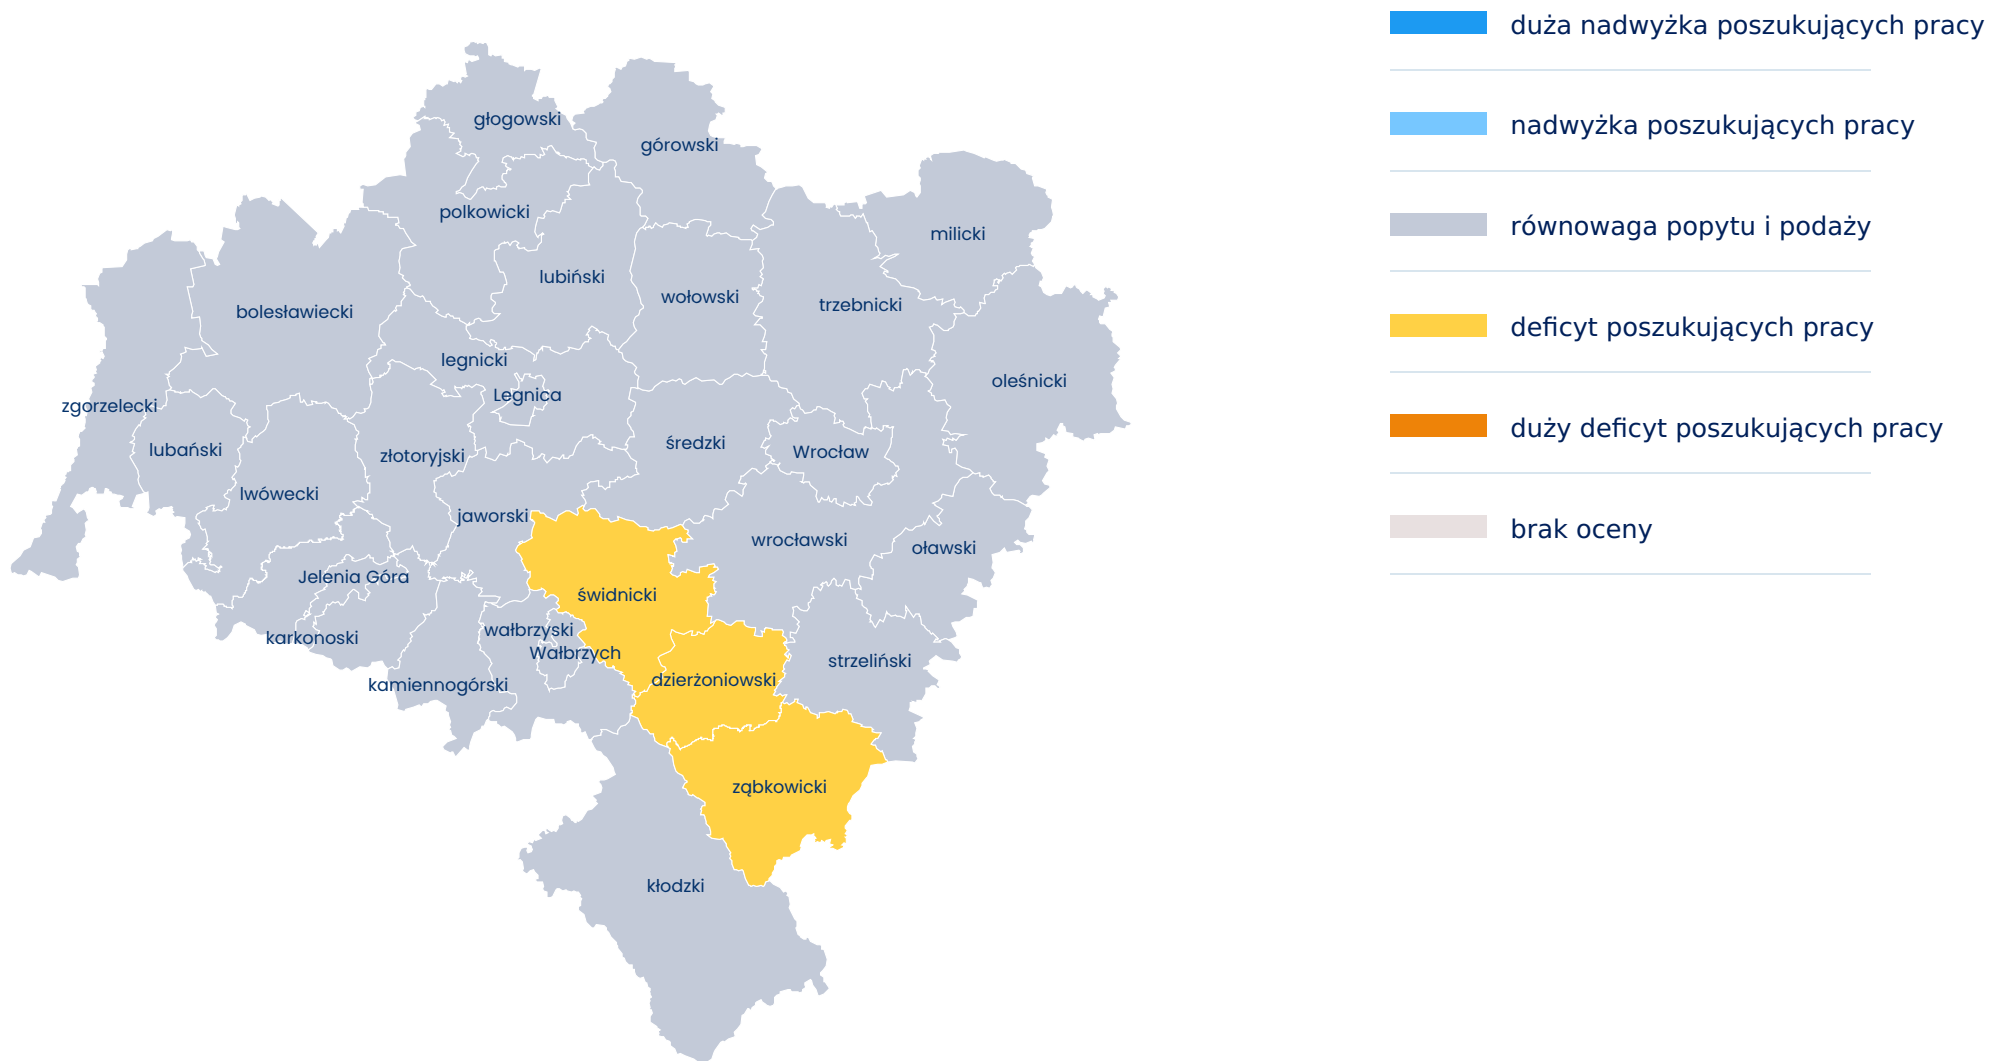 głogowski
górowski
polkowicki
milicki
lubiński
wołowski
trzebnicki
bolesławiecki
legnicki
oleśnicki
Legnica
zgorzelecki
średzki
lubański
Wrocław
złotoryjski
lwówecki
jaworski
wrocławski
oławski
Jelenia Góra
świdnicki
wałbrzyski
karkonoski
Wałbrzych
strzeliński
dzierżoniowski
kamiennogórski
ząbkowicki
kłodzki
duża nadwyżka poszukujących pracy
nadwyżka poszukujących pracy
równowaga popytu i podaży
deficyt poszukujących pracy
duży deficyt poszukujących pracy
brak oceny